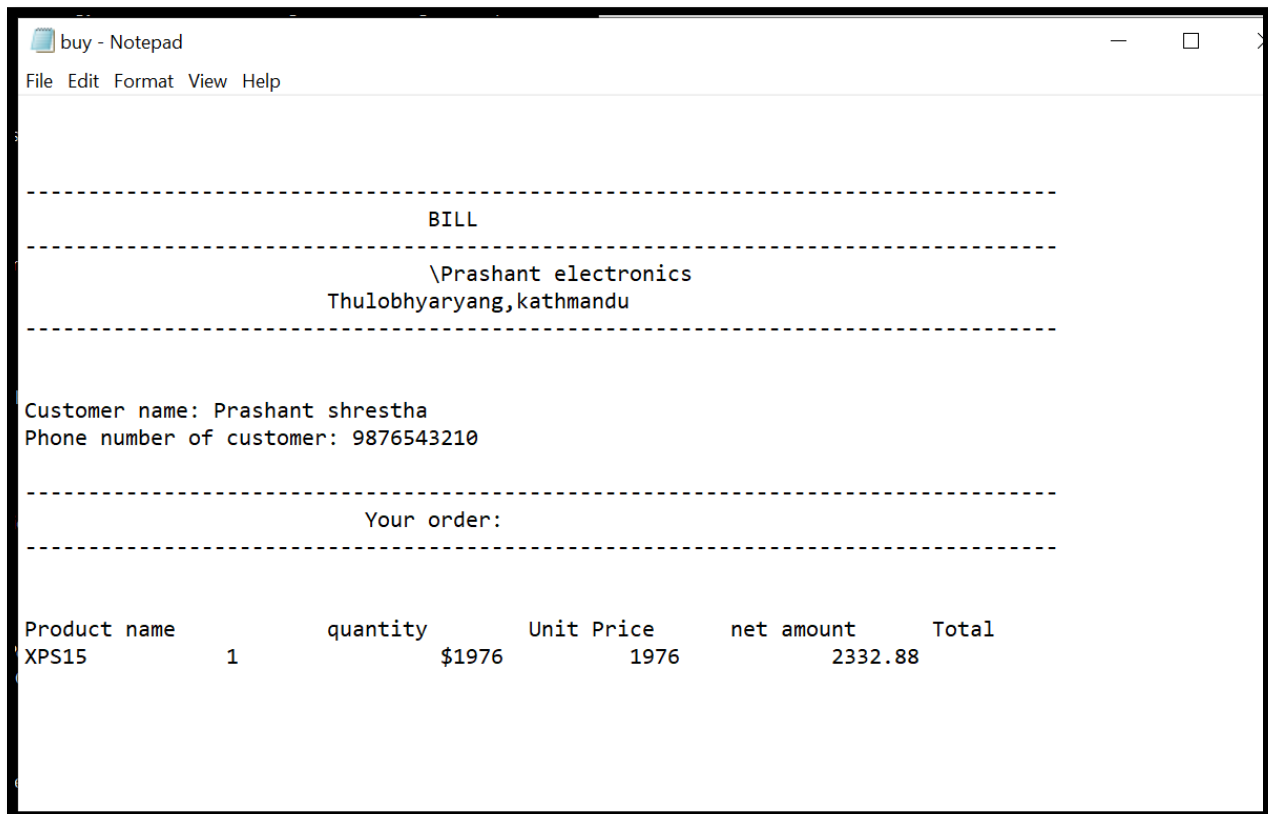 buy - Notepad
File Edit Format View Help
----------------------------------------------------------------------------------
BILL
----------------------------------------------------------------------------------
\Prashant electronics
Thulobhyaryang,kathmandu
----------------------------------------------------------------------------------
Customer name: Prashant shrestha
Phone number of customer: 9876543210
----------------------------------------------------------------------------------
Your order:
----------------------------------------------------------------------------------
Product name quantity Unit Price net amount Total
XPS15 1 $1976 1976 2332.88